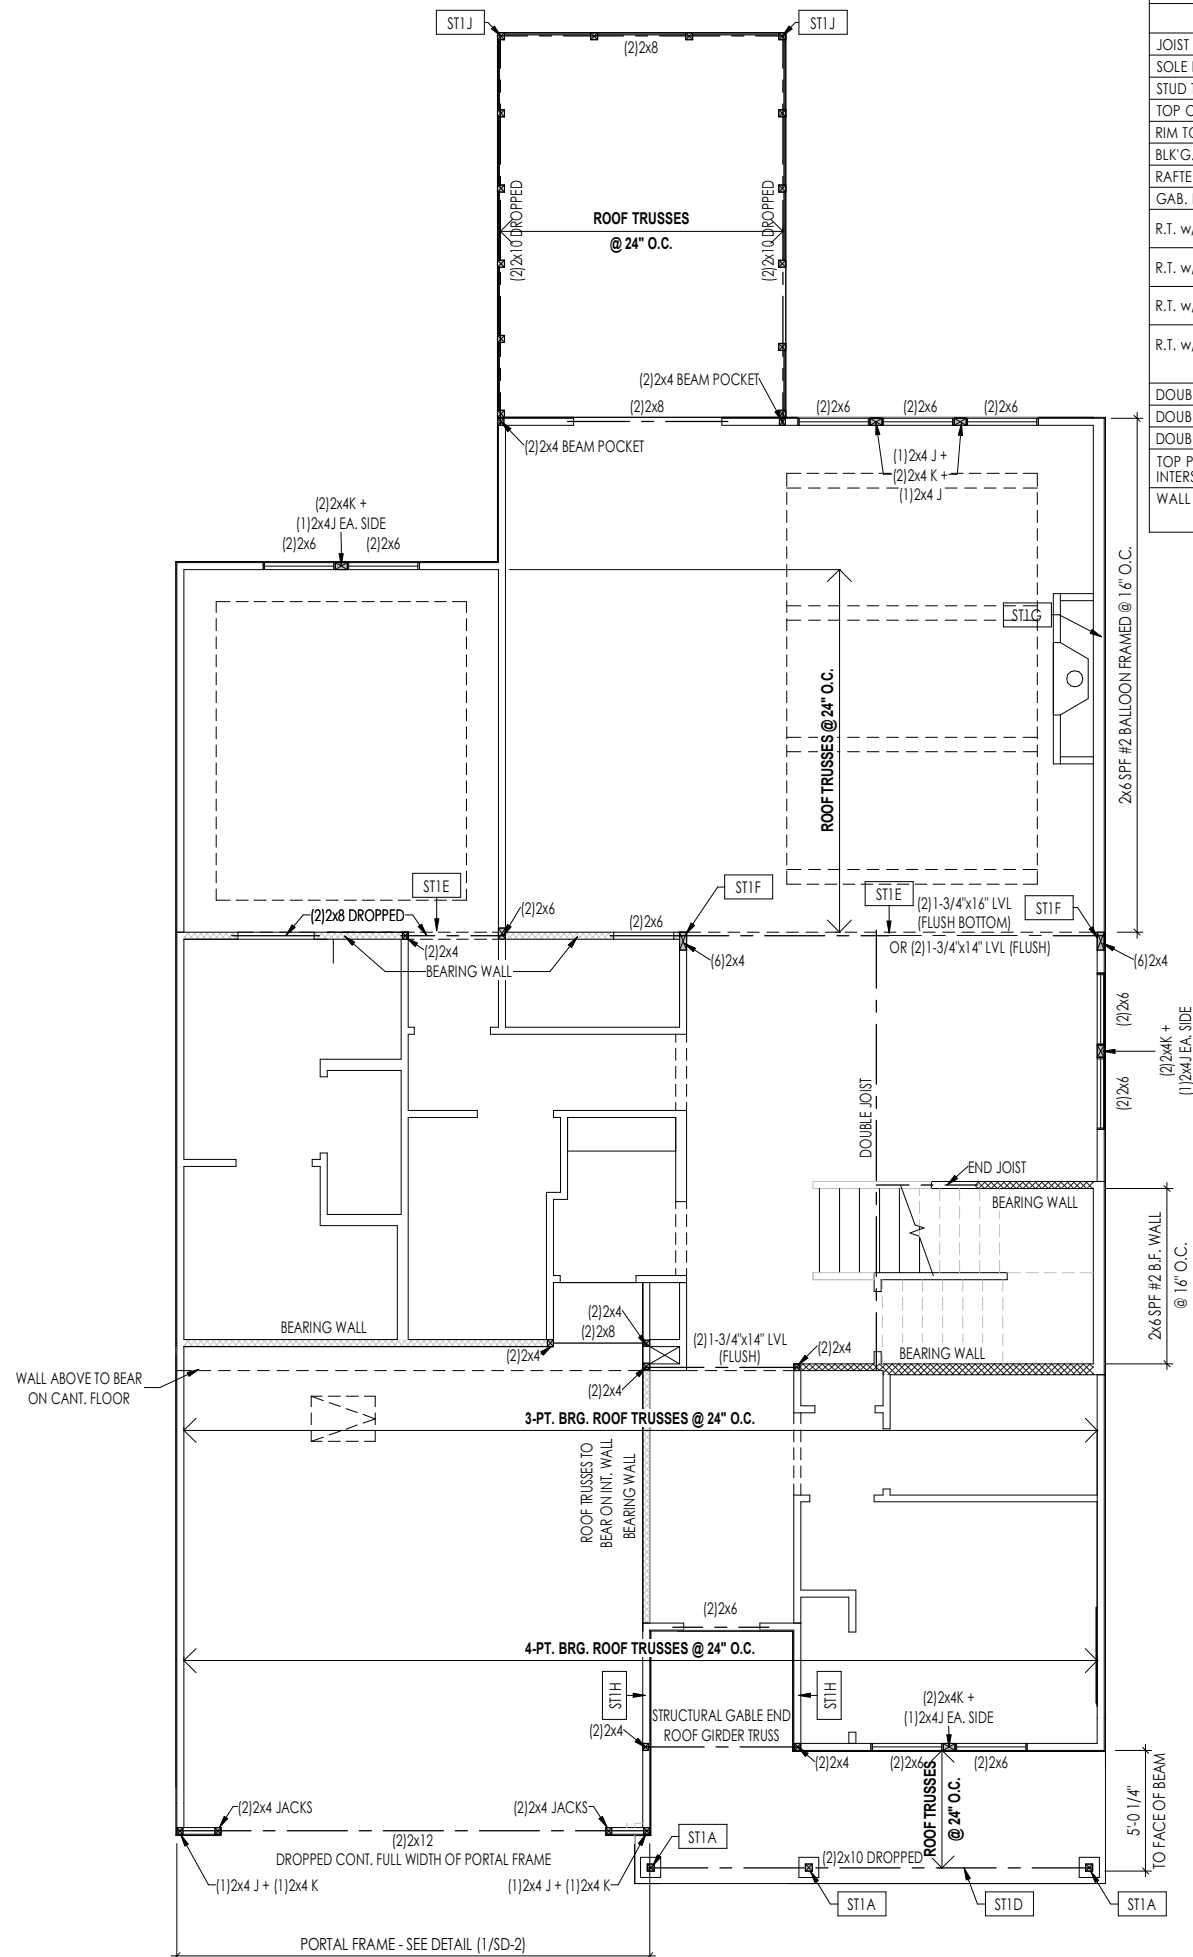 ST1J
ST1J
(2)2x8
(2)2x10 DROPPED
(2)2x10 DROPPED
ROOF TRUSSES
@ 24" O.C.
(2)2x4 BEAM POCKET
(2)2x8
(2)2x6
(2)2x6
(2)2x6
(2)2x4 BEAM POCKET
(1)2x4 J +
(2)2x4 K +
(1)2x4 J
(2)2x4K +
(1)2x4J EA. SIDE
(2)2x6
(2)2x6
2x6 SPF #2 BALLOON FRAMED @ 16" O.C.
ST1G
ROOF TRUSSES @ 24" O.C.
ST1E
ST1F
ST1E
(2)1-3/4"x16" LVL
(FLUSH BOTTOM)
ST1F
(2)2x8 DROPPED
(2)2x6
(2)2x6
OR (2)1-3/4"x14" LVL (FLUSH)
(2)2x4
BEARING WALL
(6)2x4
(6)2x4
(2)2x6
(2)2x4K +
(1)2x4J EA. SIDE
(2)2x6
DOUBLE JOIST
END JOIST
BEARING WALL
2x6 SPF #2 B.F. WALL
@ 16" O.C.
BEARING WALL
(2)2x4
(2)2x8
(2)2x4
(2)1-3/4"x14" LVL
(FLUSH)
(2)2x4
BEARING WALL
(2)2x4
WALL ABOVE TO BEAR
ON CANT. FLOOR
3-PT. BRG. ROOF TRUSSES @ 24" O.C.
ROOF TRUSSES TO
BEAR ON INT. WALL
BEARING WALL
(2)2x6
4-PT. BRG. ROOF TRUSSES @ 24" O.C.
ST1H
ST1H
STRUCTURAL GABLE END
ROOF GIRDER TRUSS
(2)2x4K +
(1)2x4J EA. SIDE
(2)2x4
(2)2x4
(2)2x6
(2)2x6
ROOF TRUSSES
@ 24" O.C.
5'-0 1/4"
TO FACE OF BEAM
(2)2x4 JACKS
(2)2x4 JACKS
(2)2x12
DROPPED CONT. FULL WIDTH OF PORTAL FRAME
ST1A
(2)2x10 DROPPED
(1)2x4 J + (1)2x4 K
(1)2x4 J + (1)2x4 K
ST1A
ST1D
ST1A
PORTAL FRAME - SEE DETAIL (1/SD-2)
JOIST
SOLE
STUD
TOP
RIM
R.T. w/
R.T. w/
R.T. w/
R.T. w/
GAB.
WALL